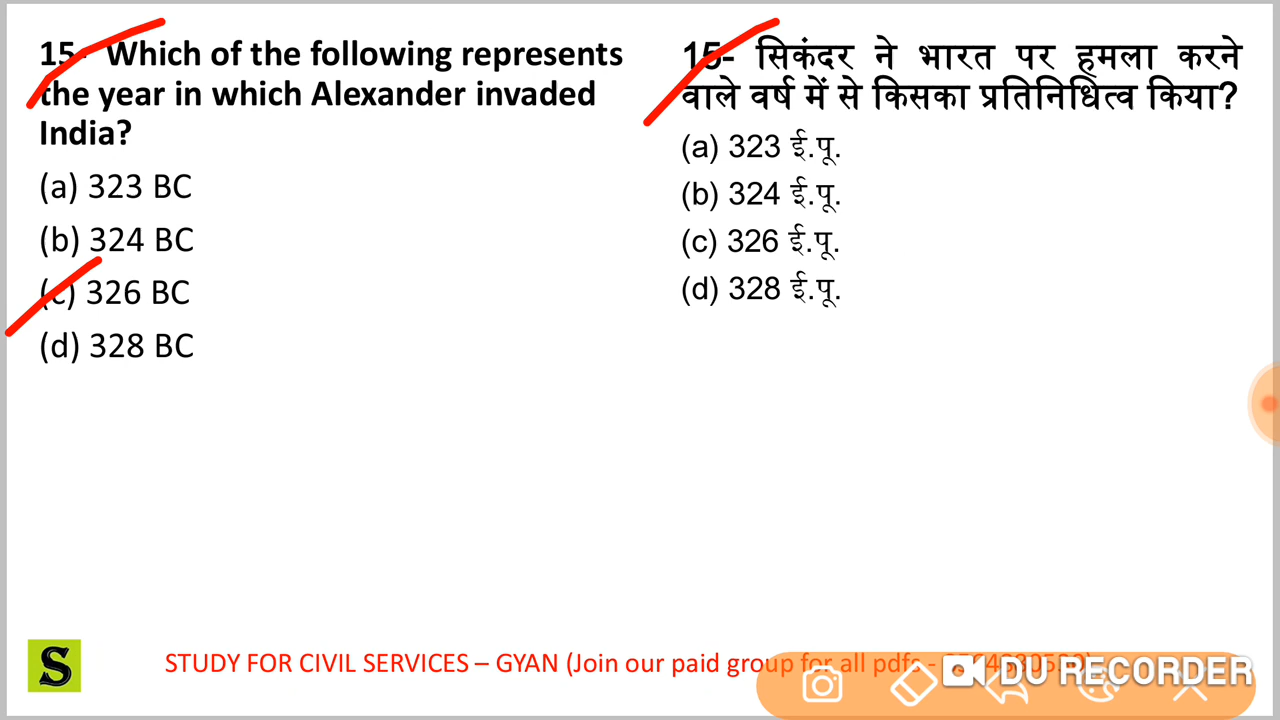 15- Which of the following represents
the year in which Alexander invaded
India?
(a) 323 BC
(b) 324 BC
(c) 326 BC
(d) 328 BC
15- सिकंदर ने भारत पर हमला करने
वाले वर्ष में से किसका प्रतिनिधित्व किया?
(a) 323 ई.पू.
(b) 324 ई.पू.
(c) 326 ई.पू.
(d) 328 ई.पू.
S
STUDY FOR CIVIL SERVICES – GYAN (Join our paid group for all pdfs -
DU RECORDER